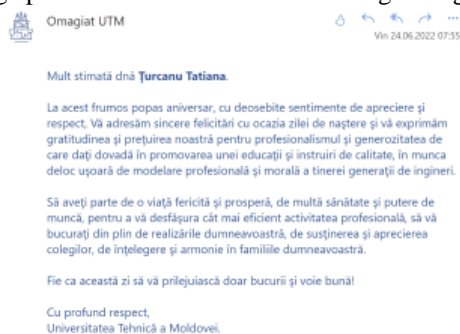 Omagiat UTM
Vin 24.06.2022 07:55
Mult stimată dnă Țurcanu Tatiana.
La acest frumos popas aniversar, cu deosebite sentimente de apreciere și
respect, Vă adresăm sincere felicitări cu ocazia zilei de naștere și vă exprimăm
gratitudinea și prețuirea noastră pentru profesionalismul și generozitatea de
care dați dovadă în promovarea unei educații și instruiri de calitate, în munca
deloc ușoară de modelare profesională și morală a tinerei generații de ingineri.
Să aveți parte de o viață fericită și prosperă, de multă sănătate și putere de
muncă, pentru a vă desfășura cât mai eficient activitatea profesională, să vă
bucurați din plin de realizările dumneavoastră, de susținerea și aprecierea
colegilor, de înțelegere și armonie în familiile dumneavoastră.
Fie ca această zi să vă prilejuiască doar bucurii și voie bună!
Cu profund respect,
Universitatea Tehnică a Moldovei.